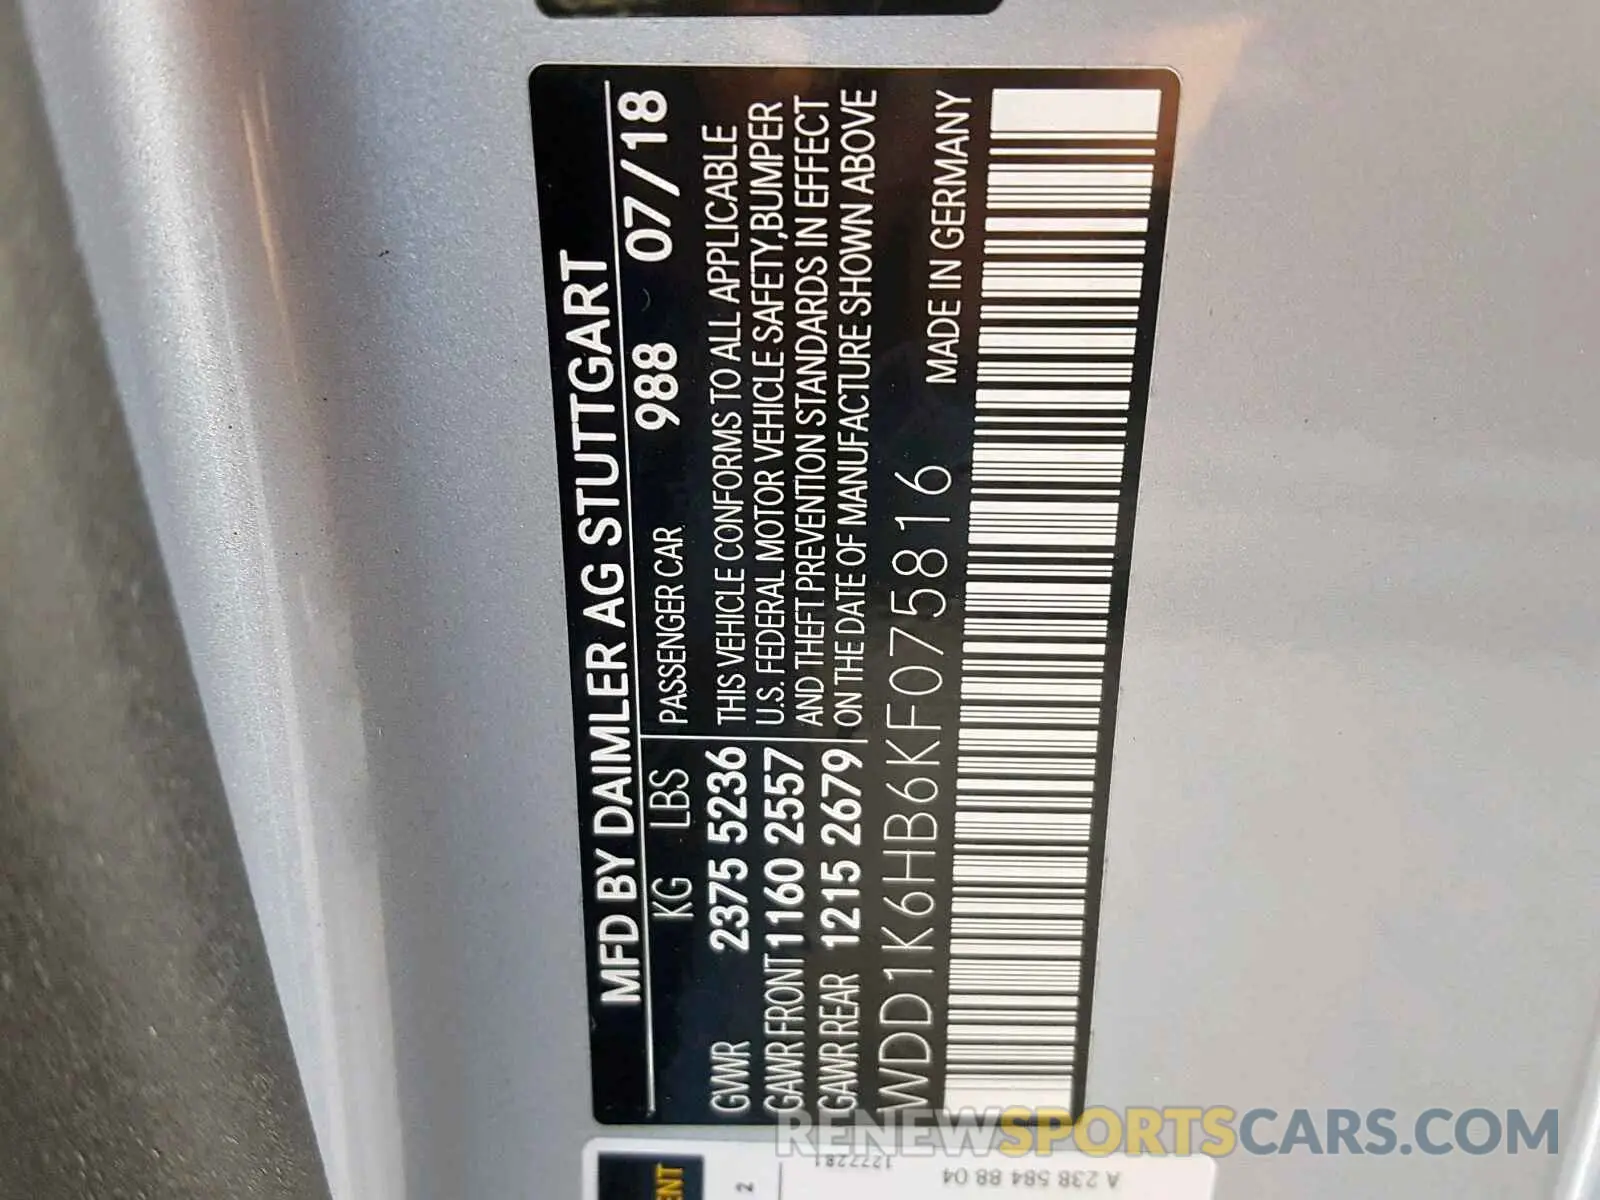 MFD BY DAIMLER AG STUTTGART
KG LBS PASSENGER CAR 988 07/18
GVWR 2375 5236 THIS VEHICLE CONFORMS TO ALL APPLICABLE
GAWR FRONT 1160 2557 U.S. FEDERAL MOTOR VEHICLE SAFETY, BUMPER
GAWR REAR 1215 2679 AND THEFT PREVENTION STANDARDS IN EFFECT
ON THE DATE OF MANUFACTURE SHOWN ABOVE
WDD1K6HB6KF075816 MADE IN GERMANY
ENT
2
1277281
A 238 584 88 04
RENEWSPORTSCARS.COM